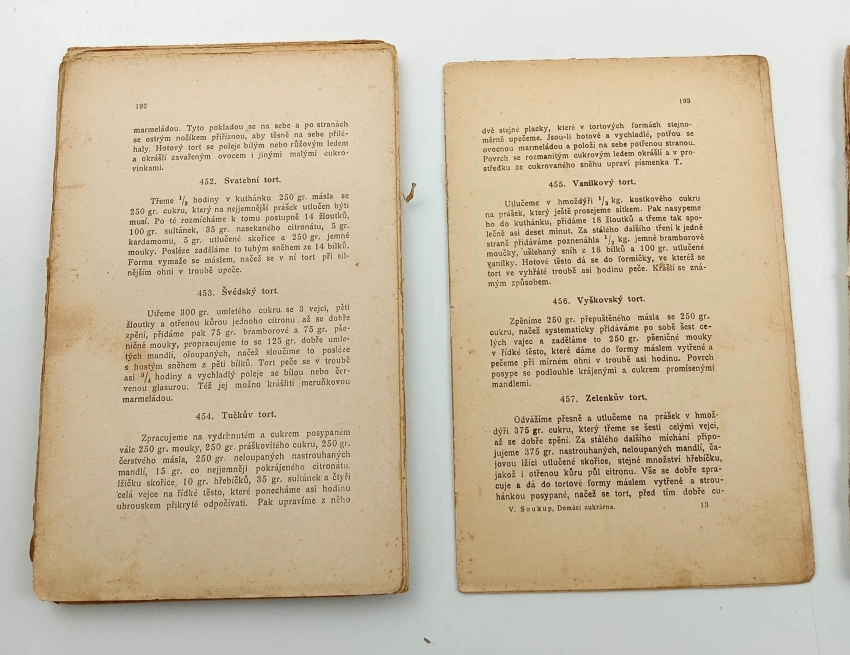 192
marmeládou. Tyto pokladou se na sebe a po stranách
se ostrým nožíkem přiříznou, aby těsně na sebe přilé-
haly. Hotový tort se poleje bílým nebo růžovým ledem
a okrášlí zavařeným ovocem i jinými malými cukro-
vinkami.
452. Svatební tort.
Třeme 1/2 hodiny v kuthánku 250 gr. másla se
250 gr. cukru, který na nejjemnější prášek utlučen býti
musí. Po té rozmícháme k tomu postupně 14 žloutků,
100 gr. sultánek, 35 gr. nasekaného citronátu, 5 gr.
kardamomu, 5 gr. utlučené skořice a 250 gr. jemné
mouky. Posléze zaděláme to tuhým sněhem ze 14 bílků.
Forma vymaže se máslem, načež se v ní tort při sil-
nějším ohni v troubě upeče.
453. Švédský tort.
Utřeme 300 gr. umletého cukru se 3 vejci, pěti
žloutky a otřenou kůrou jednoho citronu až se dobře
zpění, přidáme pak 75 gr. bramborové a 75 gr. pše-
ničné mouky, propracujeme to se 125 gr. dobře umle-
tých mandlí, oloupaných, načež sloučíme to posléze
s hustým sněhem z pěti bílků. Tort peče se v troubě
asi 3/4 hodiny a vychladlý poleje se bílou nebo čer-
venou glasurou. Též jej možno krášliti meruňkovou
marmeládou.
454. Tučkův tort.
Zpracujeme na vydrhnutém a cukrem posypaném
vále 250 gr. mouky, 250 gr. práškovitého cukru, 250 gr.
čerstvého másla, 250 gr. neloupaných nastrouhaných
mandlí, 15 gr. co nejjemněji pokrájeného citronátu.
lžičku skořice, 10 gr. hřebíčků, 35 gr. sultánek a čtyři
celá vejce na řídké těsto, které ponecháme asi hodinu
ubrouskem přikryté odpočívati. Pak upravíme z něho
193
dvě stejné placky, které v tortových formách stejno-
měrně upečeme. Jsou-li hotové a vychladlé, potřou se
ovocnou marmeládou a položí na sebe potřenou stranou.
Povrch se rozmanitým cukrovým ledem okrášlí a v pro-
středku ze cukrovaného sněhu upraví písmenka T.
455. Vanilkový tort.
Utlučeme v hmoždýři 1/2 kg. kostkového cukru
na prášek, který ještě prosejeme sítkem. Pak nasypeme
ho do kuthánku, přidáme 18 žloutků a třeme tak spo-
lečně asi deset minut. Za stálého dalšího tření k jedné
straně přidáváme poznenáhla 1/2 kg. jemné bramborové
moučky, ušlehaný sníh z 18 bílků a 100 gr. utlučené
vanilky. Hotové těsto dá se do formičky, ve kteréž se
tort ve vyhřáté troubě asi hodinu peče. Krášlí se zná-
mým způsobem.
456. Vyškovský tort.
Zpěníme 250 gr. přepuštěného másla se 250 gr.
cukru, načež systematicky přidáváme po sobě šest ce-
lých vajec a zaděláme to 250 gr. pšeničné mouky
v řídké těsto, které dáme do formy máslem vytřené a
pečeme při mírném ohni v troubě asi hodinu. Povrch
posype se podlouhle krájenými a cukrem promísenými
mandlemi.
457. Zelenkův tort.
Odvážíme přesně a utlučeme na prášek v hmož-
dýři 375 gr. cukru, který třeme se šesti celými vejci,
až se dobře zpění. Za stálého dalšího míchání připo-
jujeme 375 gr. nastrouhaných, neloupaných mandlí, ča-
jovou lžíci utlučené skořice, stejné množství hřebíčku,
jakož i otřenou kůru půl citronu. Vše se dobře zpra-
cuje a dá do tortové formy máslem vytřené a strou-
hánkou posypané, načež se tort, před tím dobře cu-
V. Soukup, Domácí cukrárna.
13